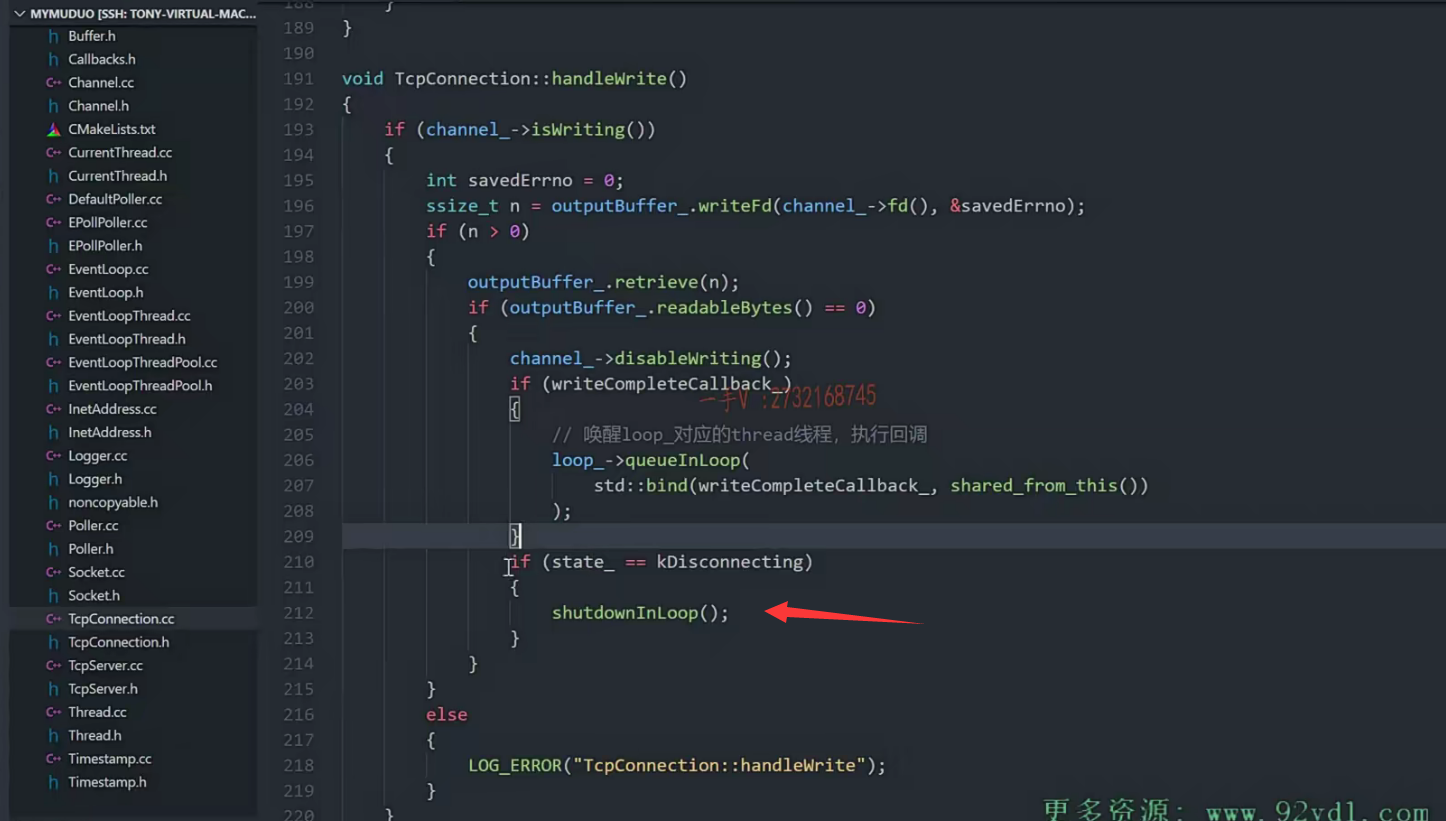 MYMUDUO [SSH: TONY-VIRTUAL-MAC...
Buffer.h
Callbacks.h
Channel.cc
Channel.h
CMakeLists.txt
CurrentThread.cc
CurrentThread.h
DefaultPoller.cc
EPollPoller.cc
EPollPoller.h
EventLoop.cc
EventLoop.h
EventLoopThread.cc
EventLoopThread.h
EventLoopThreadPool.cc
EventLoopThreadPool.h
InetAddress.cc
InetAddress.h
Logger.cc
Logger.h
noncopyable.h
Poller.cc
Poller.h
Socket.cc
Socket.h
TcpConnection.cc
TcpConnection.h
TcpServer.cc
TcpServer.h
Thread.cc
Thread.h
Timestamp.cc
Timestamp.h
188 }
189 }
190
191 void TcpConnection::handleWrite()
192 {
193 if (channel_->isWriting())
194 {
195 int savedErrno = 0;
196 ssize_t n = outputBuffer_.writeFd(channel_->fd(), &savedErrno);
197 if (n > 0)
198 {
199 outputBuffer_.retrieve(n);
200 if (outputBuffer_.readableBytes() == 0)
201 {
202 channel_->disableWriting();
203 if (writeCompleteCallback_)
一手V :2732168745
204 {
205 // 唤醒loop_对应的thread线程，执行回调
206 loop_->queueInLoop(
207 std::bind(writeCompleteCallback_, shared_from_this())
208 );
209 }
210 if (state_ == kDisconnecting)
211 {
212 shutdownInLoop();
213 }
214 }
215 }
216 else
217 {
218 LOG_ERROR("TcpConnection::handleWrite");
219 }
220 }
更多资源: www.92yd1.com